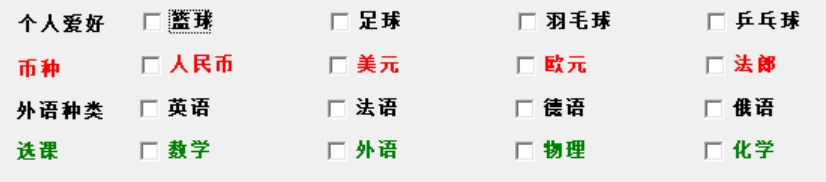 个人爱好 篮球 足球 羽毛球 乒乓球
币种 人民币 美元 欧元 法郎
外语种类 英语 法语 德语 俄语
选课 数学 外语 物理 化学